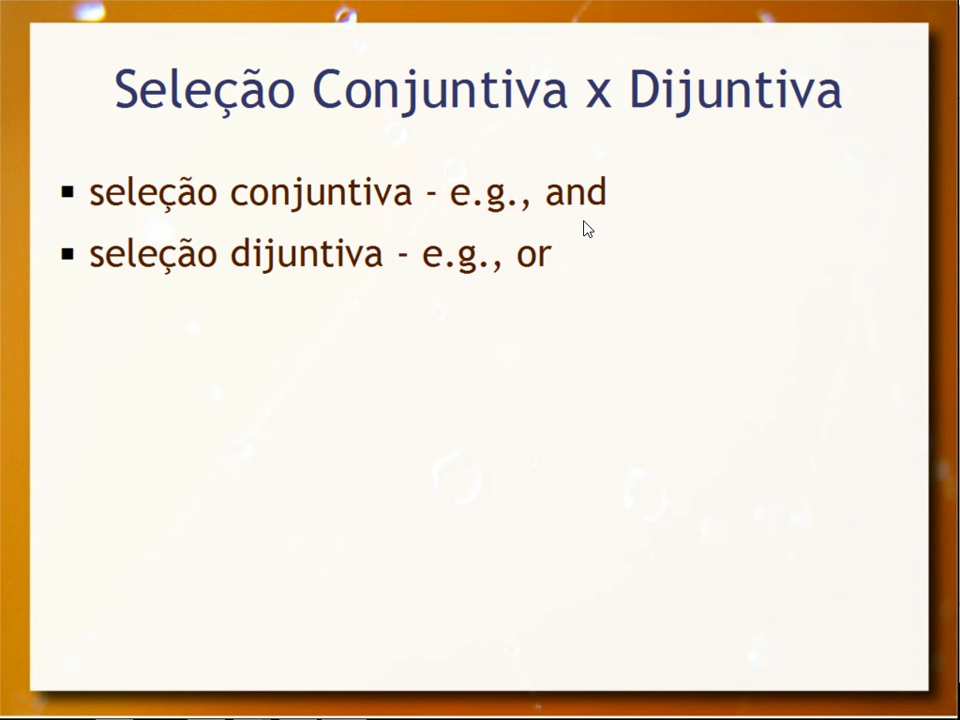 Seleção Conjuntiva x Dijuntiva
▪ seleção conjuntiva - e.g., and
▪ seleção dijuntiva - e.g., or